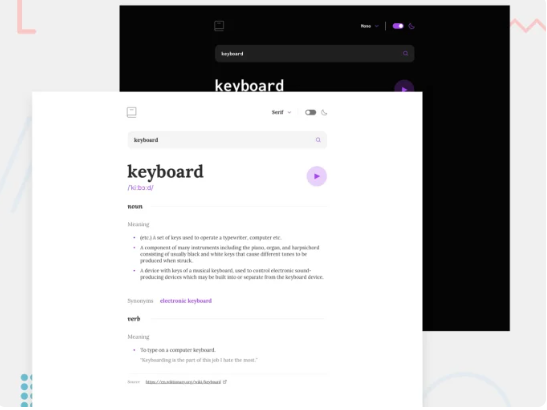 Mono
keyboard
keyboard
Serif
keyboard
keyboard
/ˈkiːbɔːd/
noun
Meaning
• (etc.) A set of keys used to operate a typewriter, computer etc.
• A component of many instruments including the piano, organ, and harpsichord
consisting of usually black and white keys that cause different tones to be
produced when struck.
• A device with keys of a musical keyboard, used to control electronic sound-
producing devices which may be built into or separate from the keyboard device.
Synonyms electronic keyboard
verb
Meaning
• To type on a computer keyboard.
"Keyboarding is the part of this job I hate the most."
Source https://en.wiktionary.org/wiki/keyboard